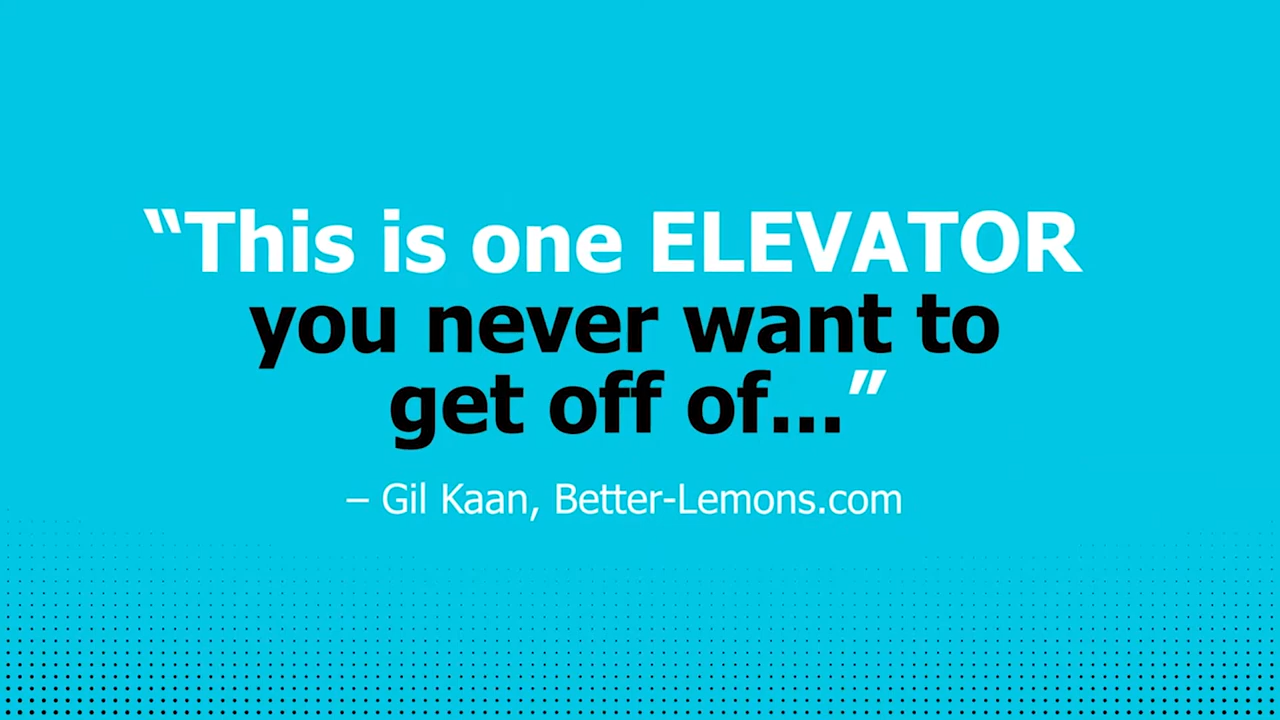 “This is one ELEVATOR
you never want to
get off of...”
– Gil Kaan, Better-Lemons.com